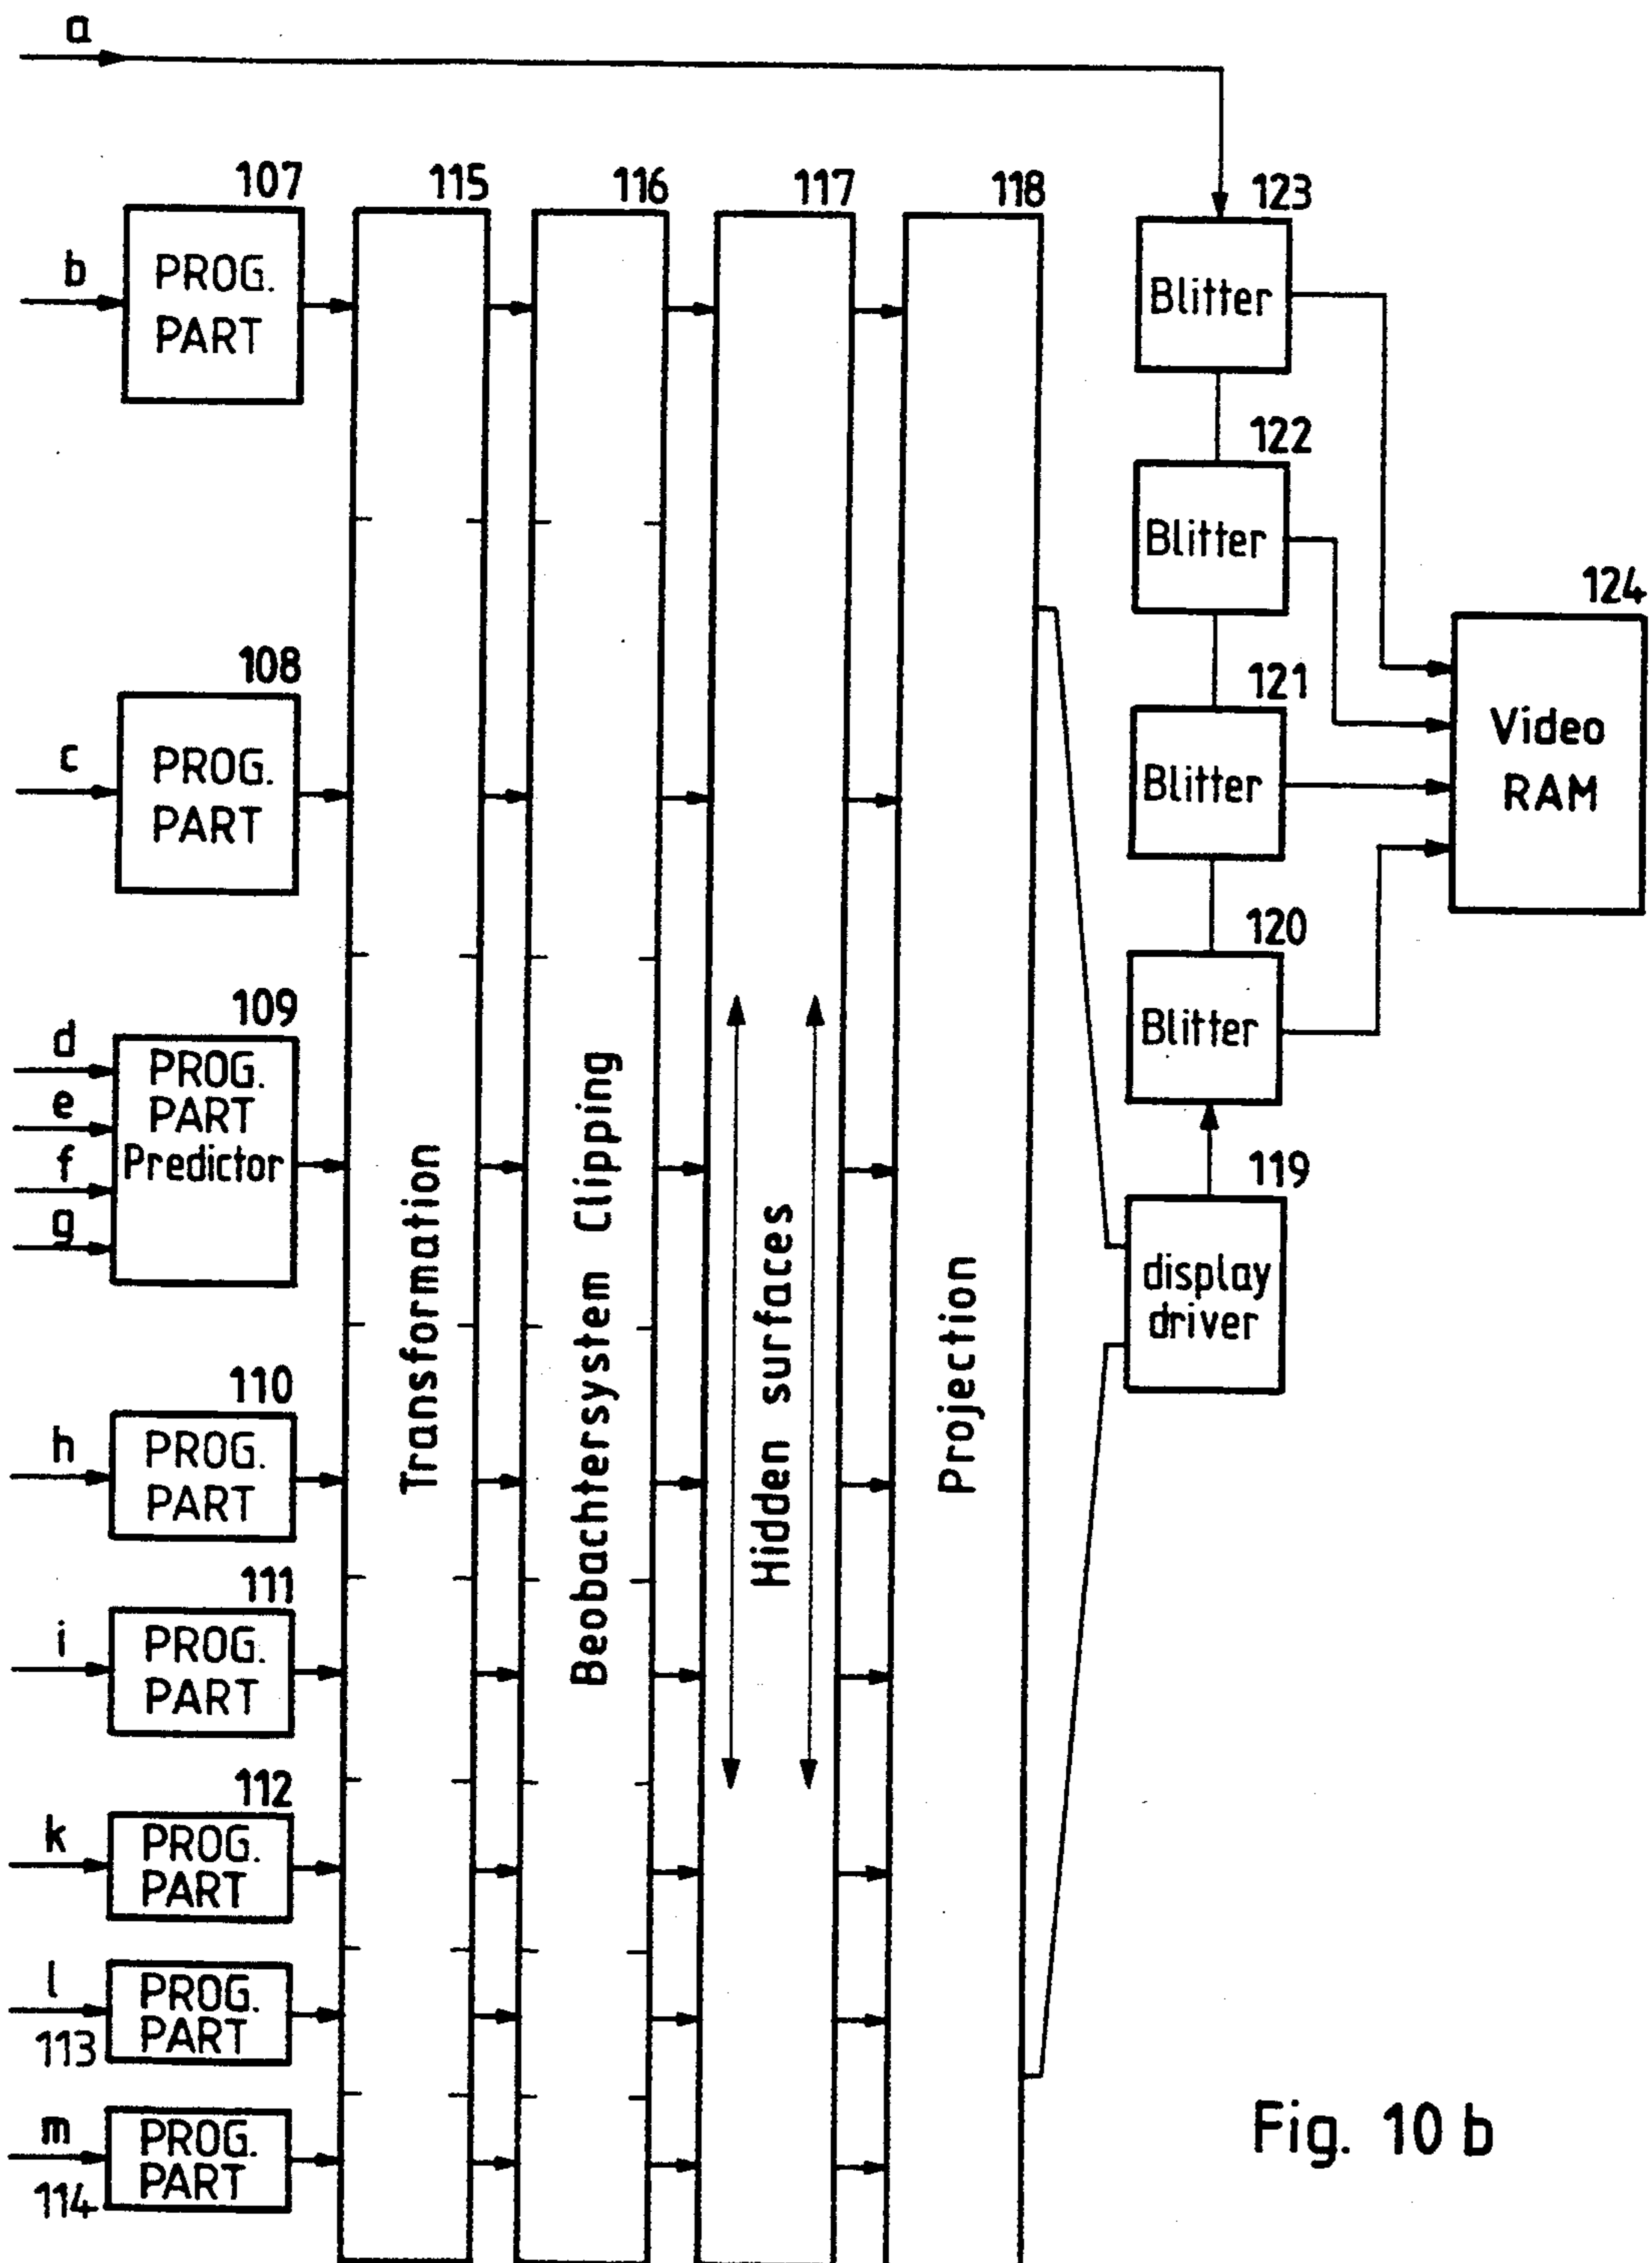 a
107
115
116
117
118
123
b
PROG.
PART
Blitter
122
Blitter
124
108
c
PROG.
PART
121
Blitter
Video
RAM
109
d
e
f
g
PROG.
PART
Predictor
120
Blitter
Transformation
Beobachtersystem Clipping
Hidden surfaces
Projection
119
display
driver
110
h
PROG.
PART
111
i
PROG.
PART
112
k
PROG.
PART
l
113
PROG.
PART
m
114
PROG.
PART
Fig. 10 b